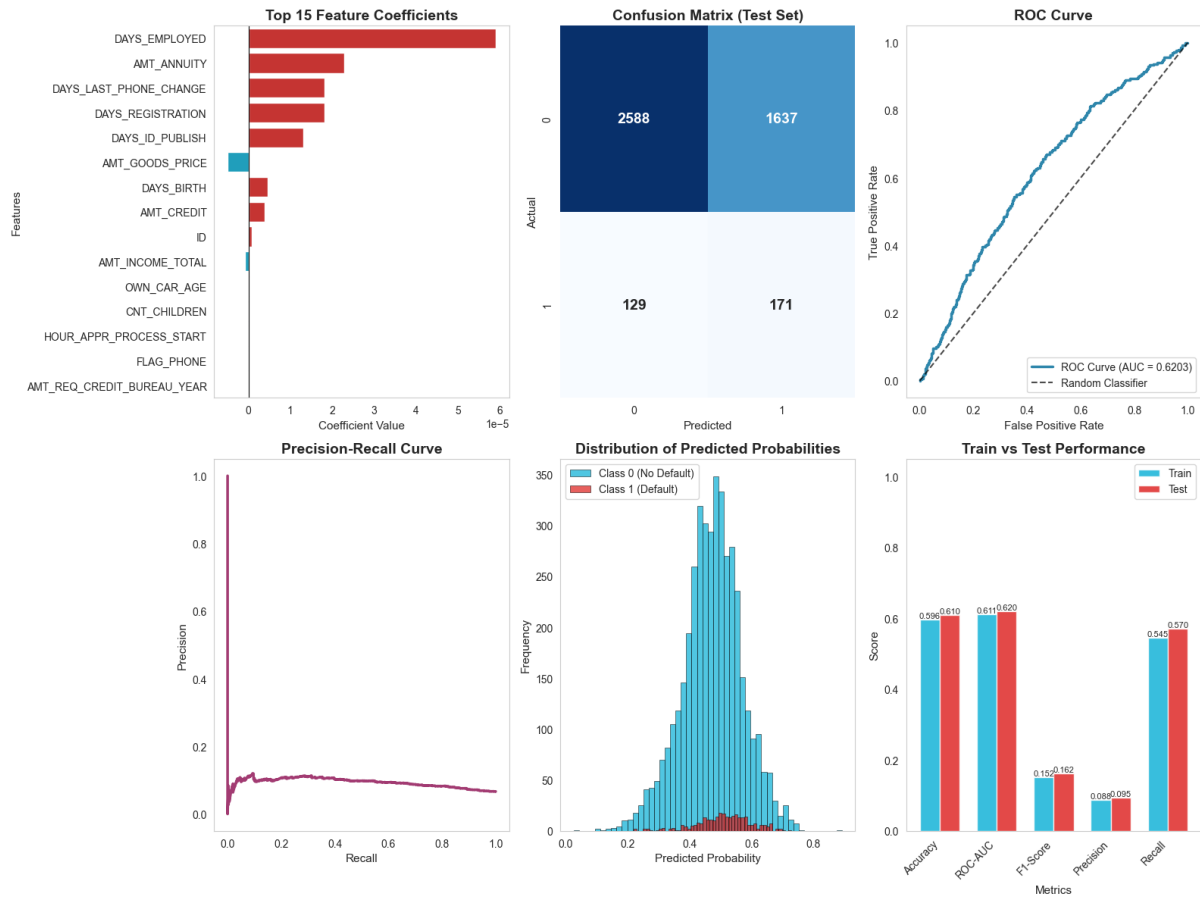 Top 15 Feature Coefficients
DAYS_EMPLOYED
AMT_ANNUITY
DAYS_LAST_PHONE_CHANGE
DAYS_REGISTRATION
DAYS_ID_PUBLISH
AMT_GOODS_PRICE
DAYS_BIRTH
AMT_CREDIT
ID
AMT_INCOME_TOTAL
OWN_CAR_AGE
CNT_CHILDREN
HOUR_APPR_PROCESS_START
FLAG_PHONE
AMT_REQ_CREDIT_BUREAU_YEAR
Features
0 1 2 3 4 5 6
1e-5
Coefficient Value
Confusion Matrix (Test Set)
2588 1637
129 171
0
1
Actual
0 1
Predicted
ROC Curve
1.0
0.8
0.6
0.4
0.2
0.0
True Positive Rate
ROC Curve (AUC = 0.6203)
Random Classifier
0.0 0.2 0.4 0.6 0.8 1.0
False Positive Rate
Precision-Recall Curve
1.0
0.8
0.6
0.4
0.2
0.0
Precision
0.0 0.2 0.4 0.6 0.8 1.0
Recall
Distribution of Predicted Probabilities
Class 0 (No Default)
Class 1 (Default)
350
300
250
200
150
100
50
0
Frequency
0.0 0.2 0.4 0.6 0.8
Predicted Probability
Train vs Test Performance
Train
Test
1.0
0.8
0.6
0.4
0.2
0.0
Score
0.596 0.610 0.611 0.620 0.152 0.162 0.088 0.095 0.545 0.570
Accuracy
ROC-AUC
F1-Score
Precision
Recall
Metrics